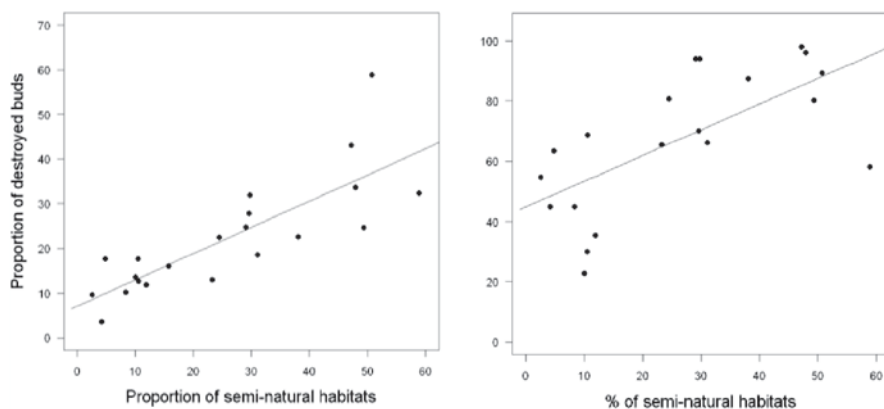 70
60
50
40
30
20
10
0
Proportion of destroyed buds
0 10 20 30 40 50 60
Proportion of semi-natural habitats
100
80
60
40
20
0
0 10 20 30 40 50 60
% of semi-natural habitats